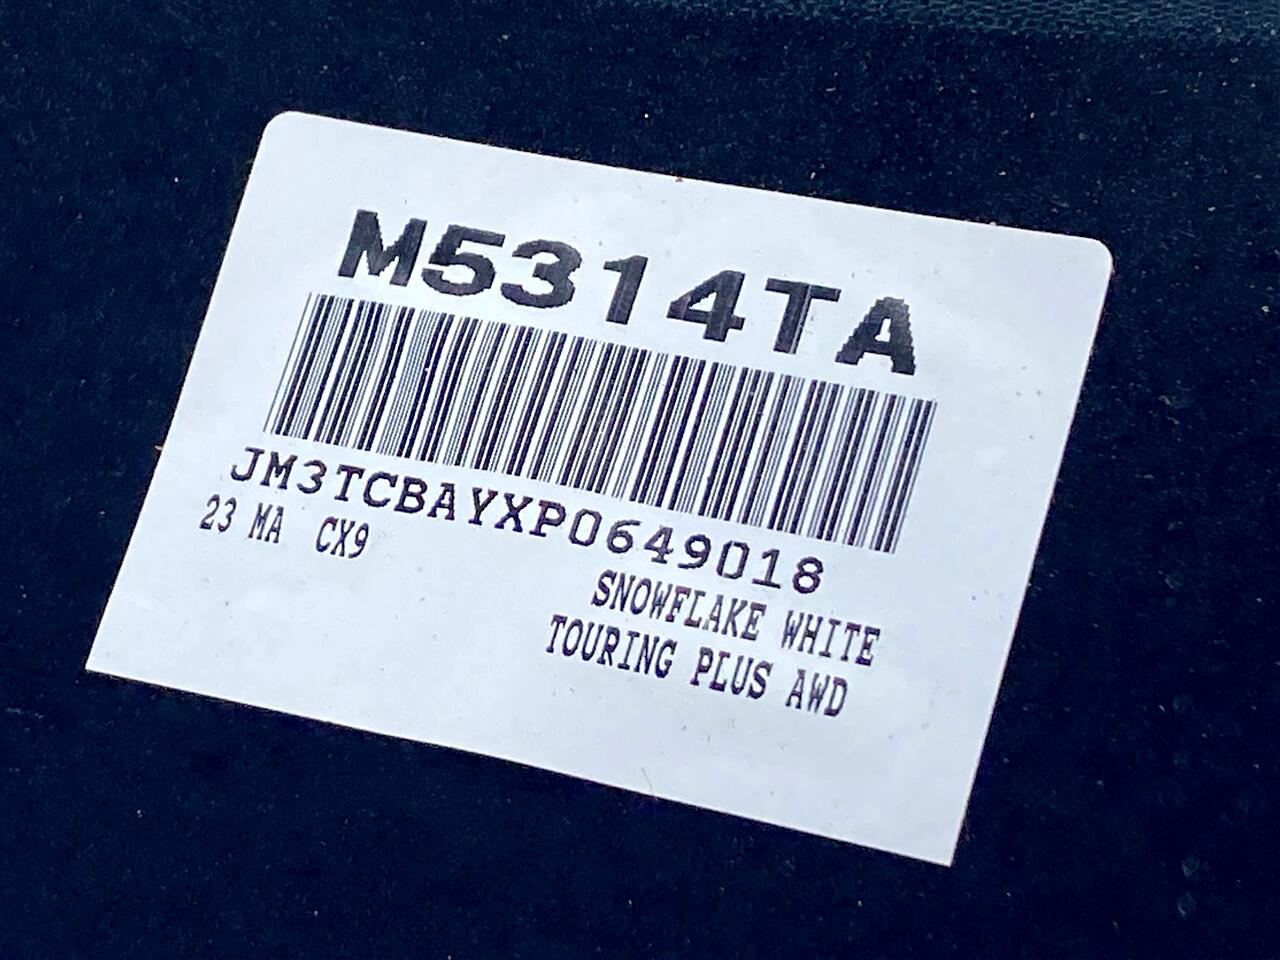 M5314TA
JM3TCBAYXP0649018
23 MA CX9
SNOWFLAKE WHITE
TOURING PLUS AWD